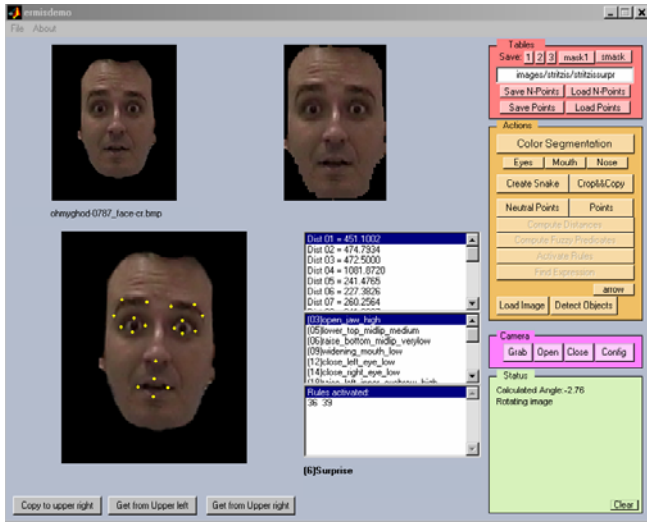 ermisdemo
File About
Tables
Save: 1 2 3 mask1 smask
images/stritzis/stritzissurpr
Save N-Points Load N-Points
Save Points Load Points
Actions
Color Segmentation
Eyes Mouth Nose
Create Snake Crop&&Copy
Neutral Points Points
Compute Distances
Compute Fuzzy Predicates
Activate Rules
Find Expression
arrow
Load Image Detect Objects
ohmyghod-0787_face-cr.bmp
Dist 01 = 451.1002
Dist 02 = 474.7934
Dist 03 = 472.5000
Dist 04 = 1081.8720
Dist 05 = 241.4765
Dist 06 = 227.3826
Dist 07 = 260.2564
(03)open_jaw_high
(05)lower_top_midlip_medium
(06)raise_bottom_midlip_verylow
(09)widening_mouth_low
(12)close_left_eye_low
(14)close_right_eye_low
(18)raise_left_inner_eyebrow_high
Rules activated:
36 39
(6)Surprise
Camera
Grab Open Close Config
Status
Calculated Angle:-2.76
Rotating image
Clear
Copy to upper right Get from Upper left Get from Upper right